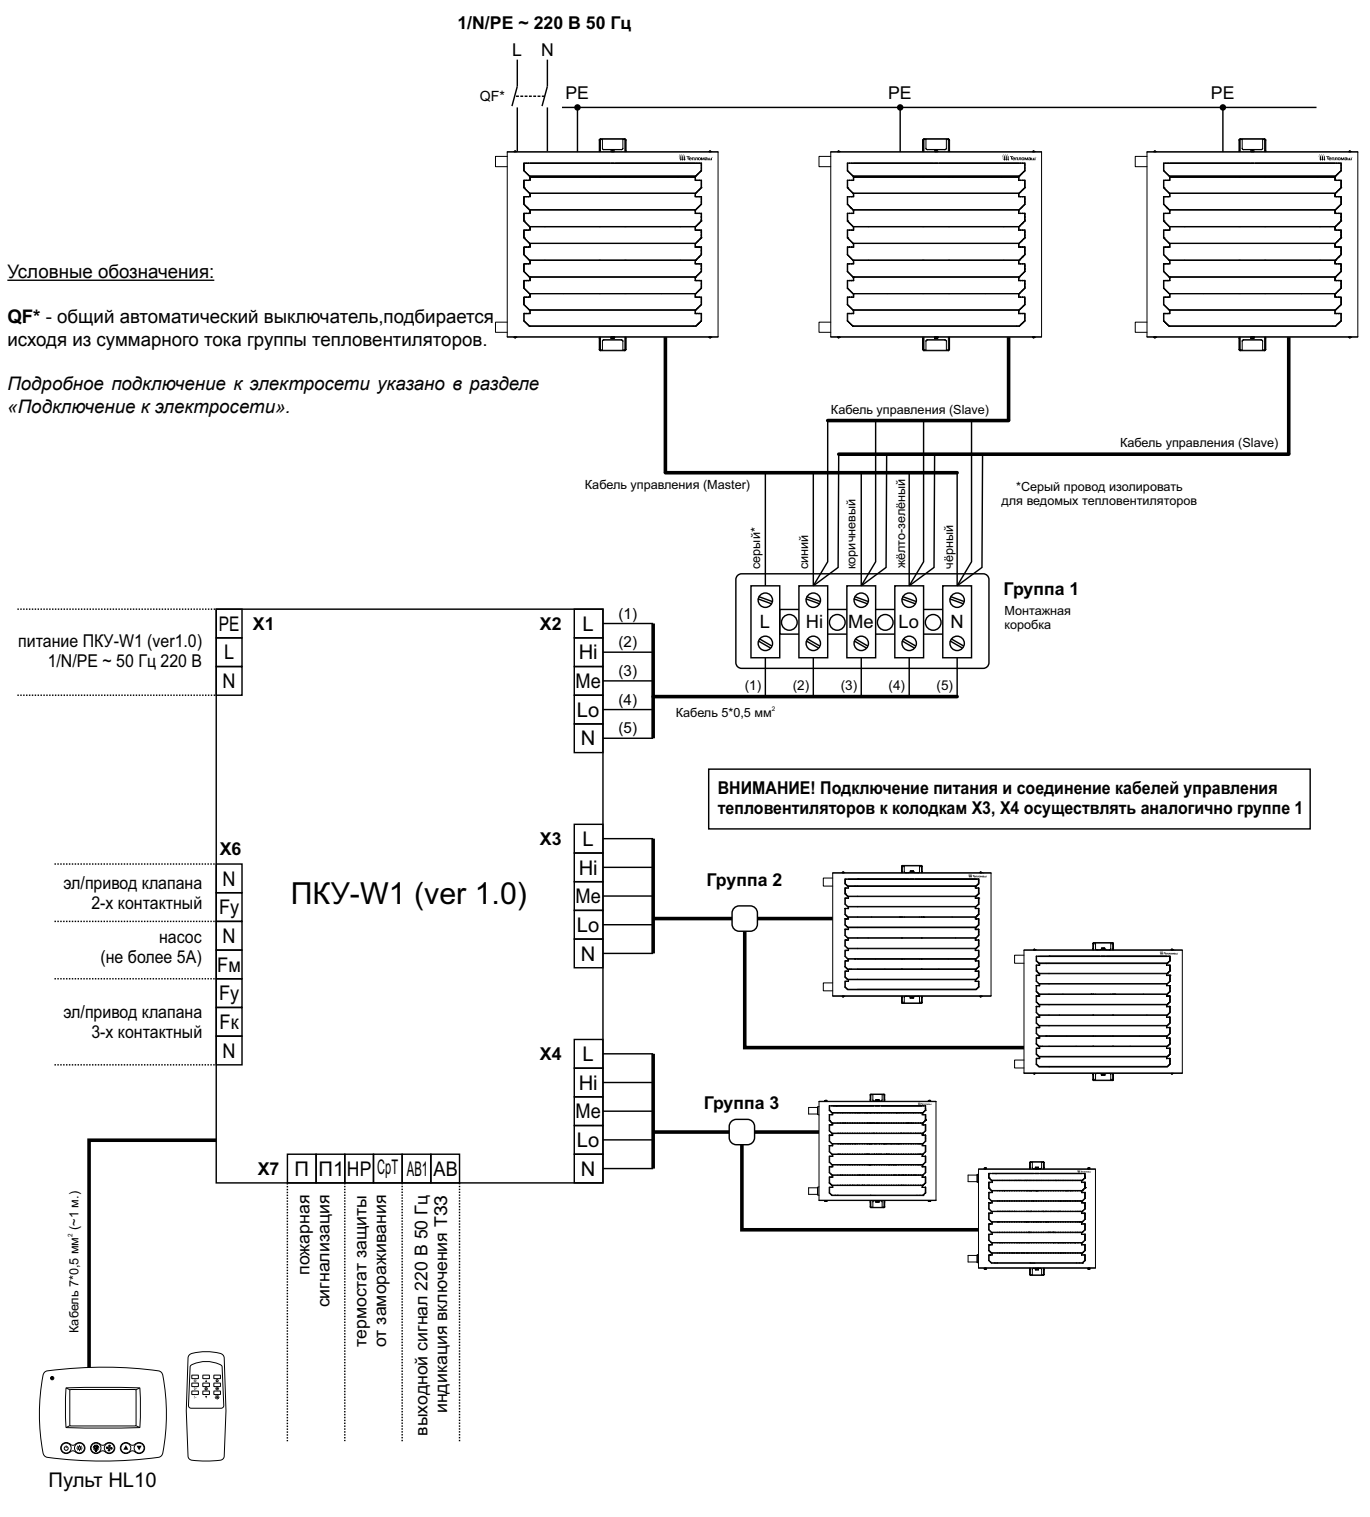 1/N/PE ~ 220 В 50 Гц
L N
QF*
PE
PE
PE
Тепломаш
Тепломаш
Тепломаш
Условные обозначения:
QF* - общий автоматический выключатель,подбирается
исходя из суммарного тока группы тепловентиляторов.
Подробное подключение к электросети указано в разделе
«Подключение к электросети».
Кабель управления (Slave)
Кабель управления (Slave)
Кабель управления (Master)
*Серый провод изолировать
для ведомых тепловентиляторов
серый*
синий
коричневый
жёлто-зелёный
чёрный
Группа 1
Монтажная
коробка
L Hi Me Lo N
(1) (2) (3) (4) (5)
Кабель 5*0,5 мм²
питание ПКУ-W1 (ver1.0)
1/N/PE ~ 50 Гц 220 В
X1
PE
L
N
X2
L (1)
Hi (2)
Me (3)
Lo (4)
N (5)
ВНИМАНИЕ! Подключение питания и соединение кабелей управления
тепловентиляторов к колодкам X3, X4 осуществлять аналогично группе 1
X3
L
Hi
Me
Lo
N
ПКУ-W1 (ver 1.0)
X6
N
Fу
N
Fм
Fу
Fк
N
эл/привод клапана
2-х контактный
насос
(не более 5А)
эл/привод клапана
3-х контактный
Группа 2
X4
L
Hi
Me
Lo
N
Группа 3
X7 П П1 НР СрТ АВ1 АВ
пожарная
сигнализация
термостат защиты
от замораживания
выходной сигнал 220 В 50 Гц
индикация включения ТЗЗ
Кабель 7*0,5 мм² (~1 м.)
Пульт HL10